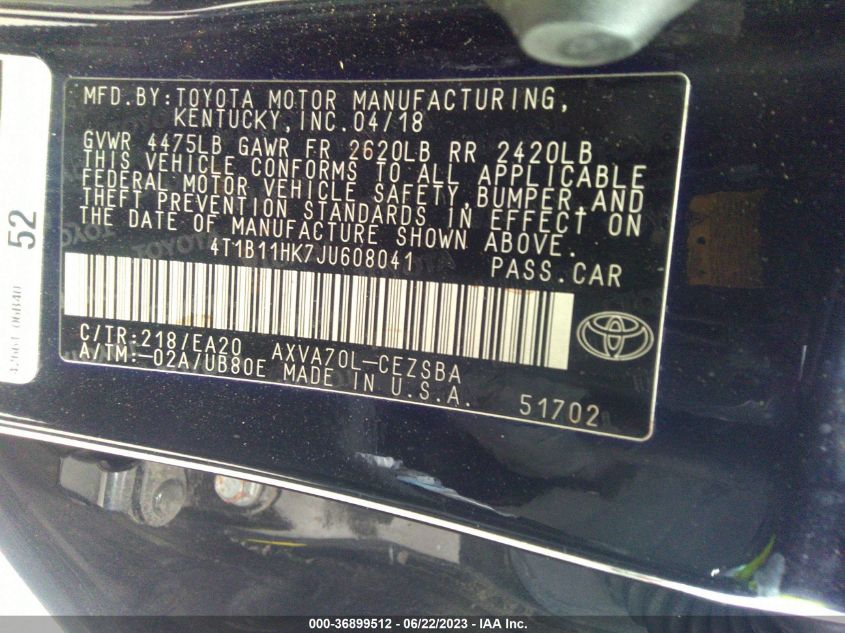 MFD.BY:TOYOTA MOTOR MANUFACTURING,
KENTUCKY,INC.04/18
GVWR 4475LB GAWR FR 2620LB RR 2420LB
THIS VEHICLE CONFORMS TO ALL APPLICABLE
FEDERAL MOTOR VEHICLE SAFETY,BUMPER,AND
THEFT PREVENTION STANDARDS IN EFFECT ON
THE DATE OF MANUFACTURE SHOWN ABOVE.
4T1B11HK7JU608041 PASS.CAR
C/TR:218/EA20 AXVA70L-CEZSBA
A/TM:-02A/UB80E MADE IN U.S.A.
51702
52
000-36899512 - 06/22/2023 - IAA Inc.